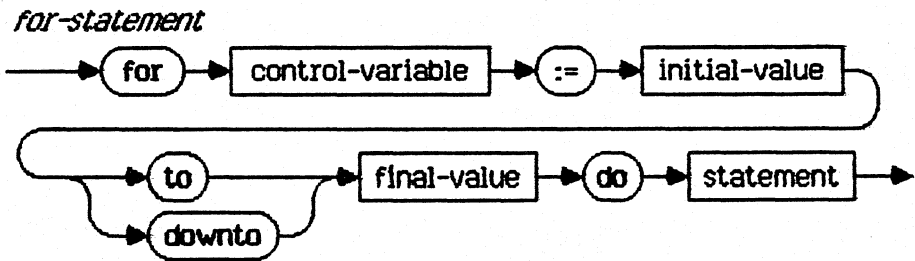 for-statement
for control-variable := initial-value
to final-value do statement
downto